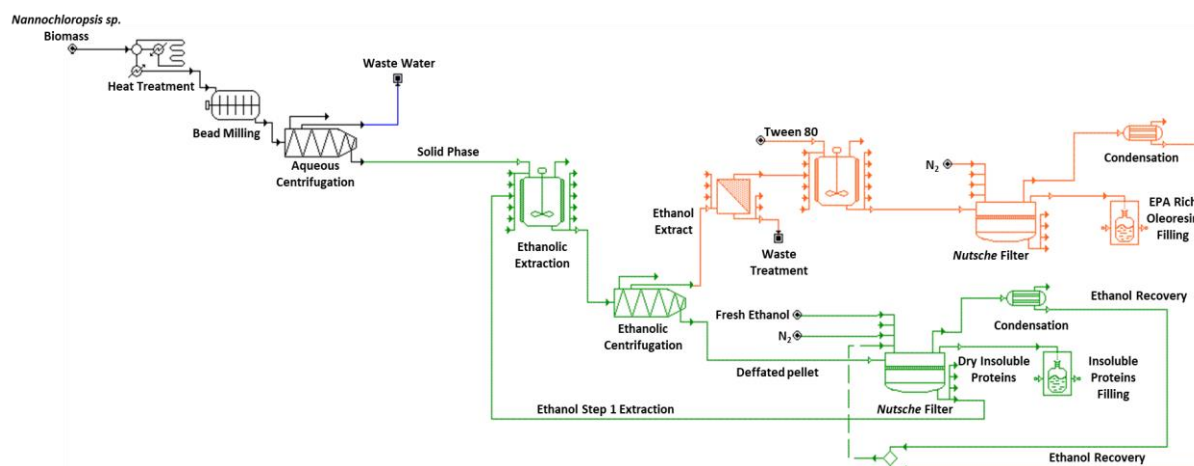 Nannochloropsis sp.
Biomass
Heat Treatment
Bead Milling
Waste Water
Aqueous
Centrifugation
Solid Phase
Ethanolic
Extraction
Ethanolic
Centrifugation
Ethanol
Extract
Waste
Treatment
Tween 80
N₂
Nutsche Filter
Condensation
EPA Rich
Oleoresin
Filling
Fresh Ethanol
N₂
Deffated pellet
Nutsche Filter
Condensation
Ethanol Recovery
Dry Insoluble
Proteins
Insoluble
Proteins
Filling
Ethanol Step 1 Extraction
Ethanol Recovery